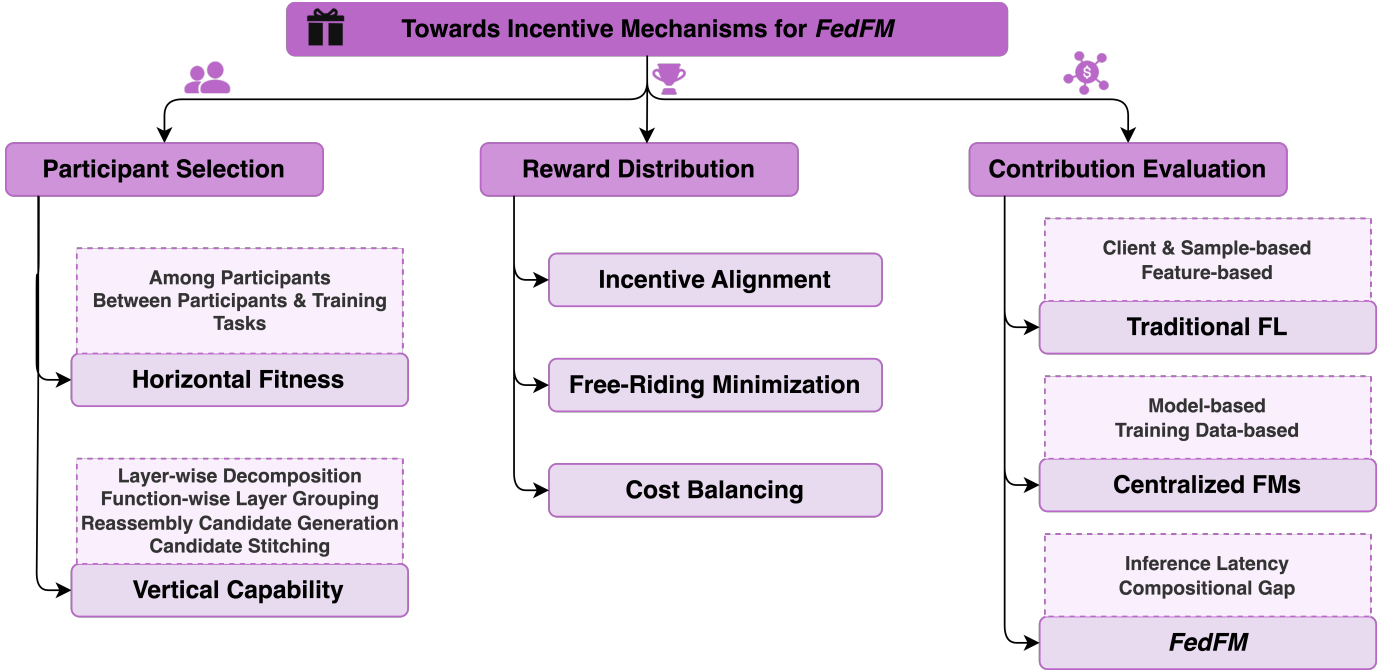 Towards Incentive Mechanisms for FedFM
Participant Selection
Among Participants
Between Participants & Training
Tasks
Horizontal Fitness
Layer-wise Decomposition
Function-wise Layer Grouping
Reassembly Candidate Generation
Candidate Stitching
Vertical Capability
Reward Distribution
Incentive Alignment
Free-Riding Minimization
Cost Balancing
Contribution Evaluation
Client & Sample-based
Feature-based
Traditional FL
Model-based
Training Data-based
Centralized FMs
Inference Latency
Compositional Gap
FedFM
$